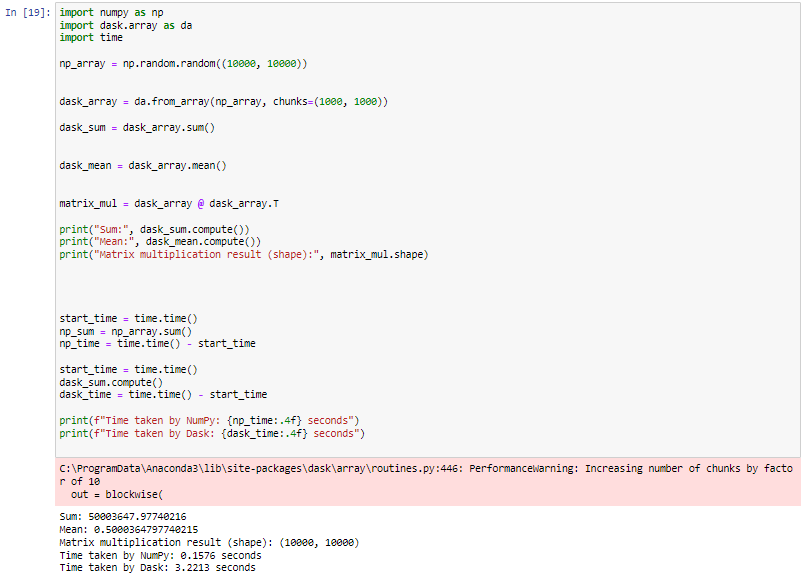 In [19]:
import numpy as np
import dask.array as da
import time
np_array = np.random.random((10000, 10000))
dask_array = da.from_array(np_array, chunks=(1000, 1000))
dask_sum = dask_array.sum()
dask_mean = dask_array.mean()
matrix_mul = dask_array @ dask_array.T
print("Sum:", dask_sum.compute())
print("Mean:", dask_mean.compute())
print("Matrix multiplication result (shape):", matrix_mul.shape)
start_time = time.time()
np_sum = np_array.sum()
np_time = time.time() - start_time
start_time = time.time()
dask_sum.compute()
dask_time = time.time() - start_time
print(f"Time taken by NumPy: {np_time:.4f} seconds")
print(f"Time taken by Dask: {dask_time:.4f} seconds")
C:\ProgramData\Anaconda3\lib\site-packages\dask\array\routines.py:446: PerformanceWarning: Increasing number of chunks by facto
r of 10
  out = blockwise(
Sum: 50003647.97740216
Mean: 0.5000364797740215
Matrix multiplication result (shape): (10000, 10000)
Time taken by NumPy: 0.1576 seconds
Time taken by Dask: 3.2213 seconds